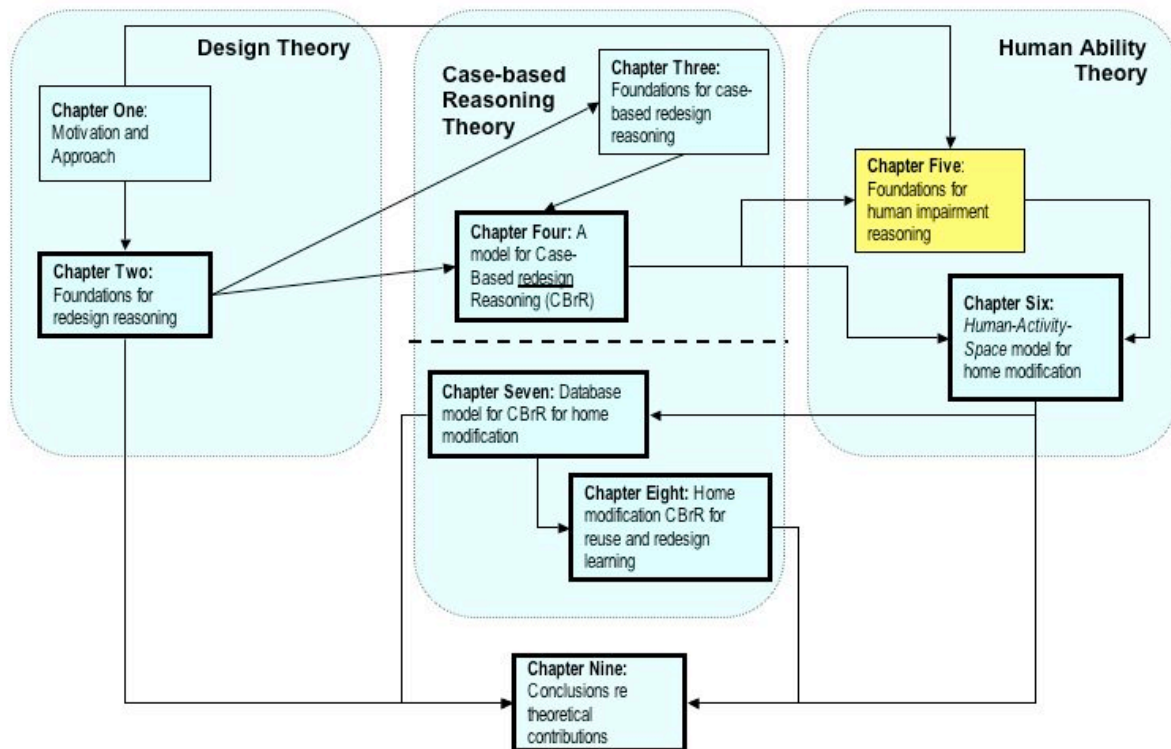 Design Theory
Chapter One:
Motivation and
Approach
Chapter Two:
Foundations for
redesign reasoning
Case-based
Reasoning
Theory
Chapter Three:
Foundations for case-
based redesign
reasoning
Chapter Four: A
model for Case-
Based redesign
Reasoning (CBrR)
Human Ability
Theory
Chapter Five:
Foundations for
human impairment
reasoning
Chapter Six:
Human-Activity-
Space model for
home modification
Chapter Seven: Database
model for CBrR for home
modification
Chapter Eight: Home
modification CBrR for
reuse and redesign
learning
Chapter Nine:
Conclusions re
theoretical
contributions